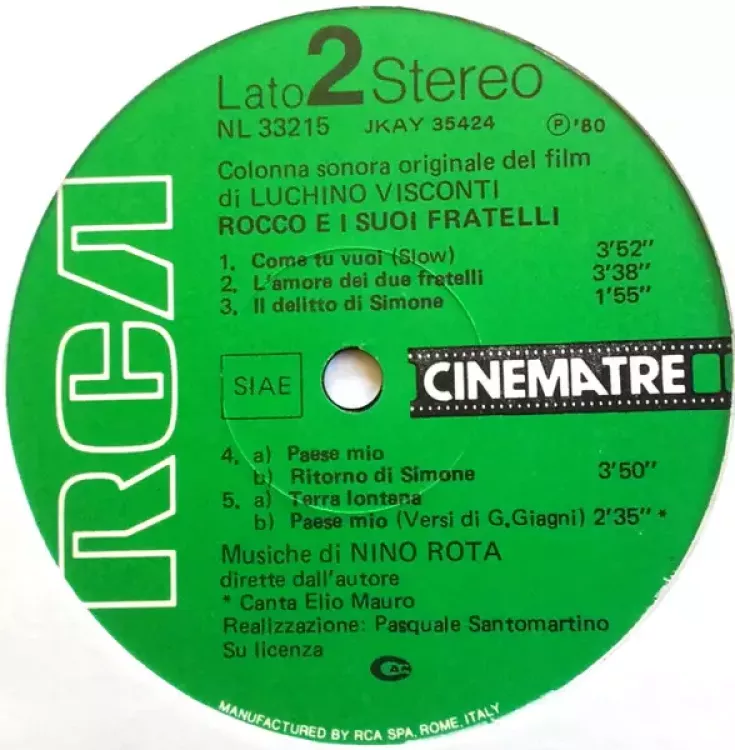 Lato 2 Stereo
NL 33215 JKAY 35424 Ⓟ'80
Colonna sonora originale del film
di LUCHINO VISCONTI
ROCCO E I SUOI FRATELLI
1. Come tu vuoi (Slow) 3'52"
2. L'amore dei due fratelli 3'38"
3. Il delitto di Simone 1'55"
RCA
SIAE
CINEMATRE
4. a) Paese mio
b) Ritorno di Simone 3'50"
5. a) Terra lontana
b) Paese mio (Versi di G.Giagni) 2'35" *
Musiche di NINO ROTA
dirette dall'autore
* Canta Elio Mauro
Realizzazione: Pasquale Santomartino
Su licenza
CAM
MANUFACTURED BY RCA SPA, ROME, ITALY